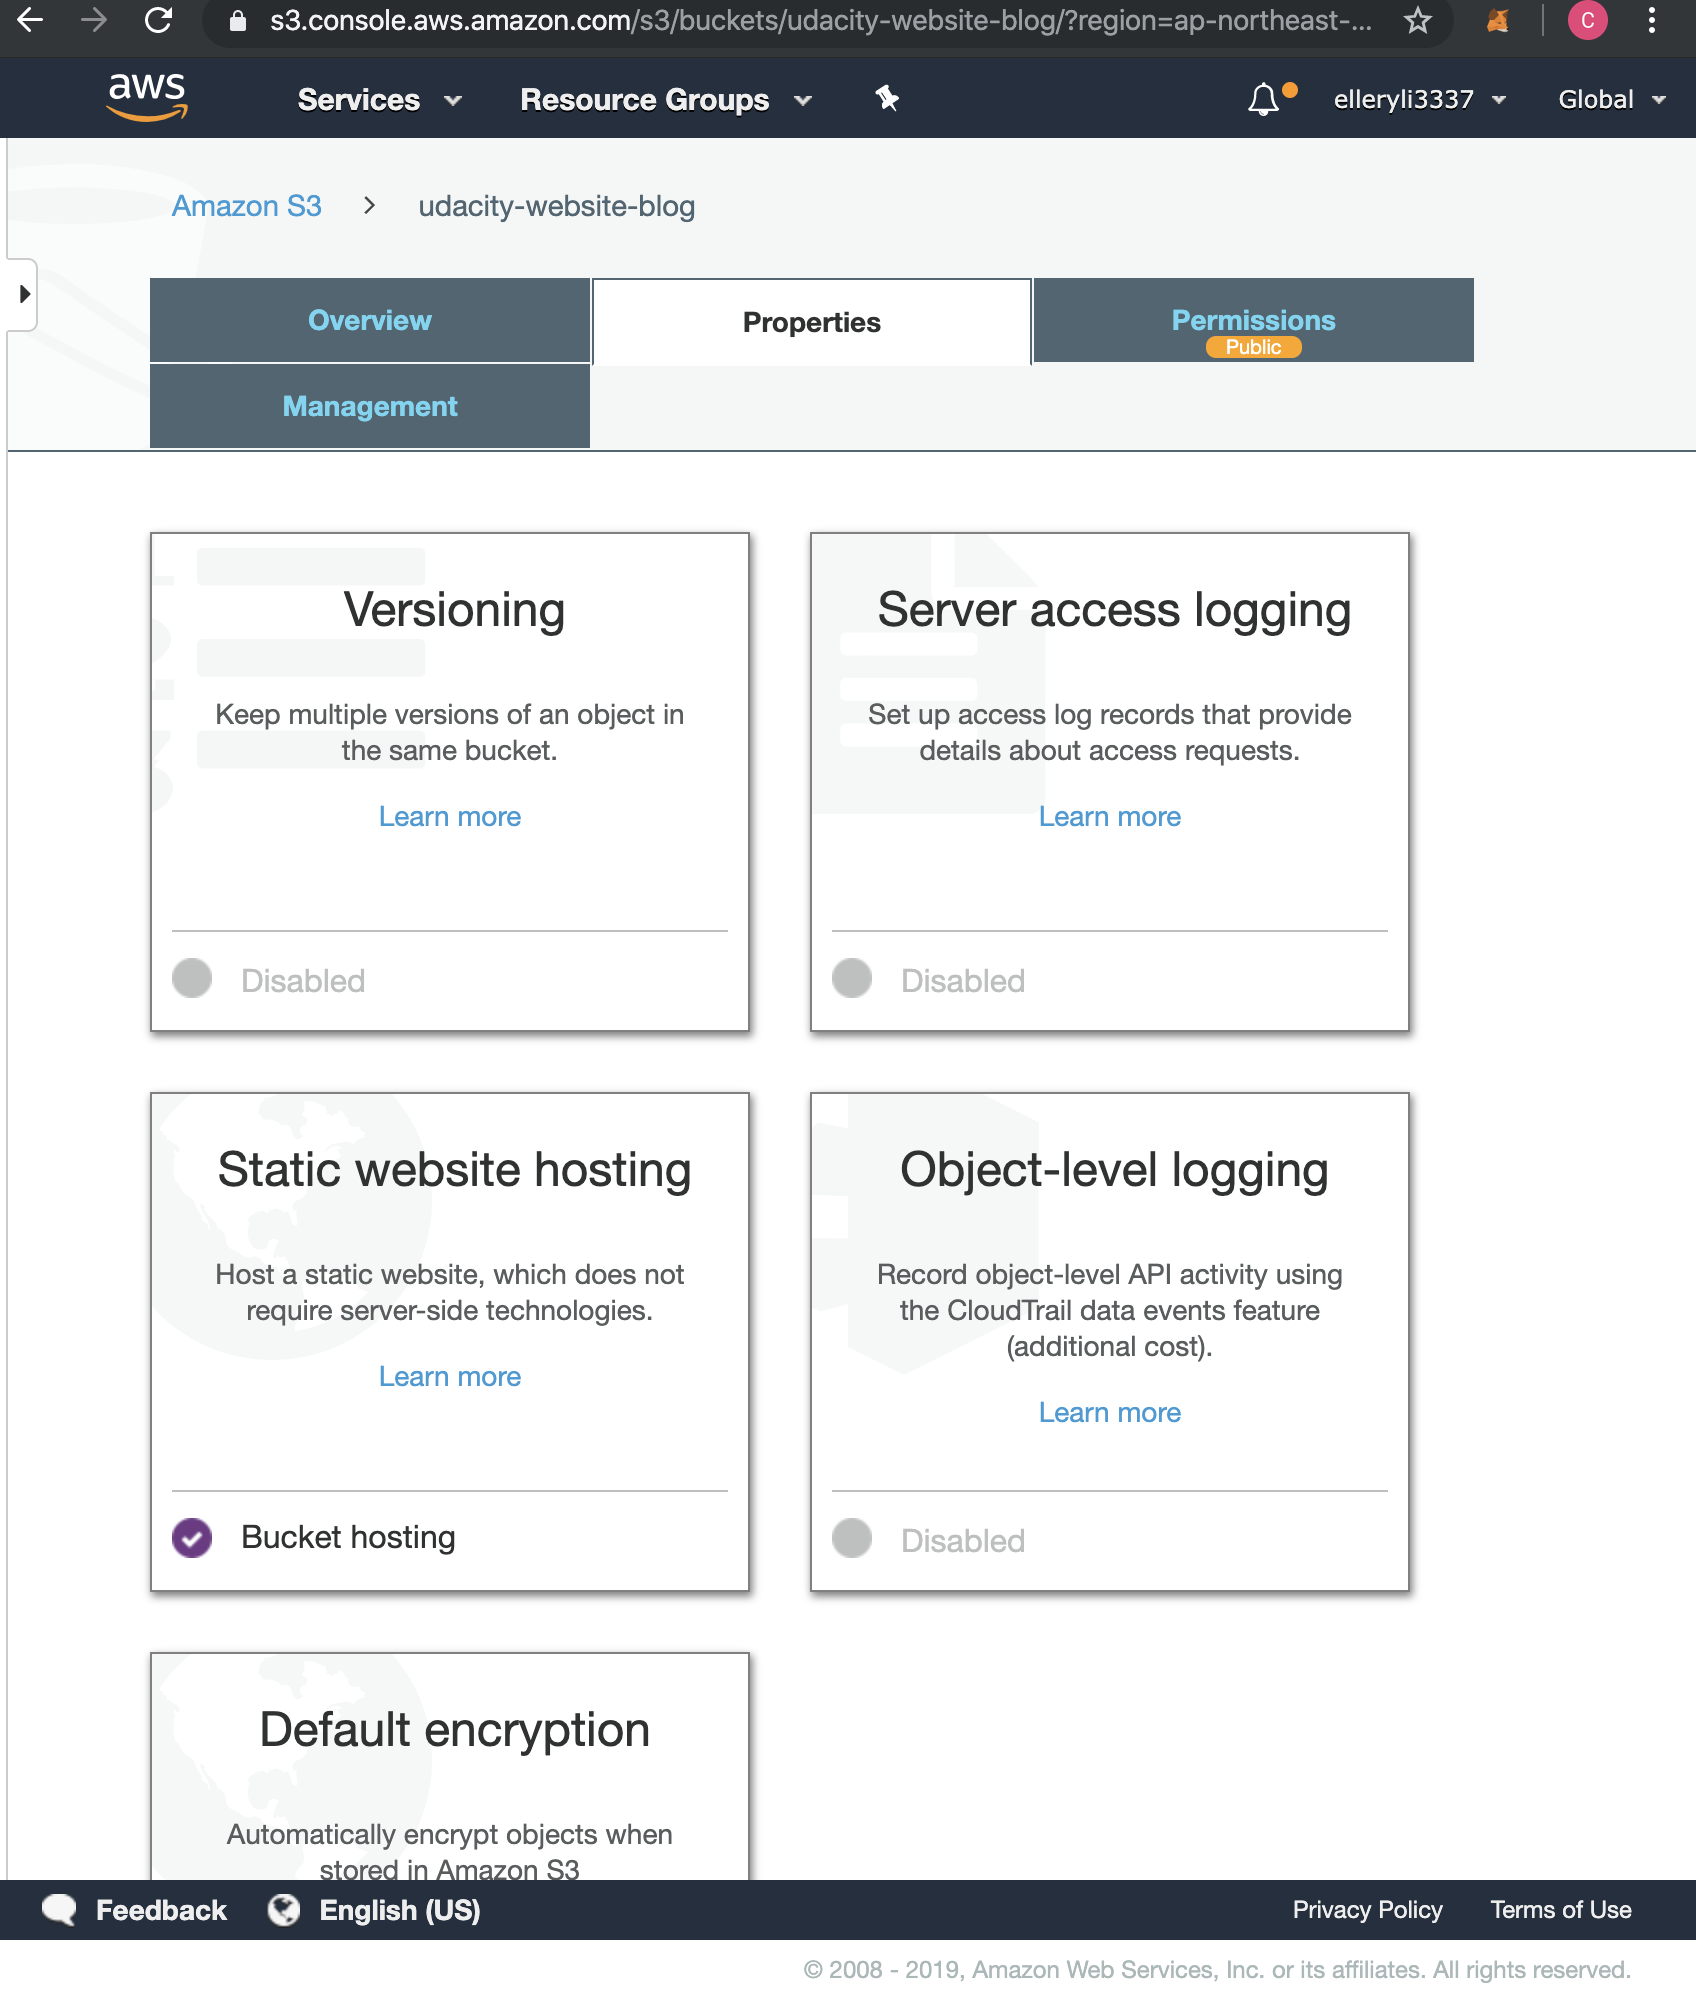 s3.console.aws.amazon.com/s3/buckets/udacity-website-blog/?region=ap-northeast-...
C
aws
Services
Resource Groups
elleryli3337
Global
Amazon S3 > udacity-website-blog
Overview
Properties
Permissions
Public
Management
Versioning
Keep multiple versions of an object in
the same bucket.
Learn more
Disabled
Server access logging
Set up access log records that provide
details about access requests.
Learn more
Disabled
Static website hosting
Host a static website, which does not
require server-side technologies.
Learn more
Bucket hosting
Object-level logging
Record object-level API activity using
the CloudTrail data events feature
(additional cost).
Learn more
Disabled
Default encryption
Automatically encrypt objects when
stored in Amazon S3
Feedback
English (US)
Privacy Policy
Terms of Use
© 2008 - 2019, Amazon Web Services, Inc. or its affiliates. All rights reserved.